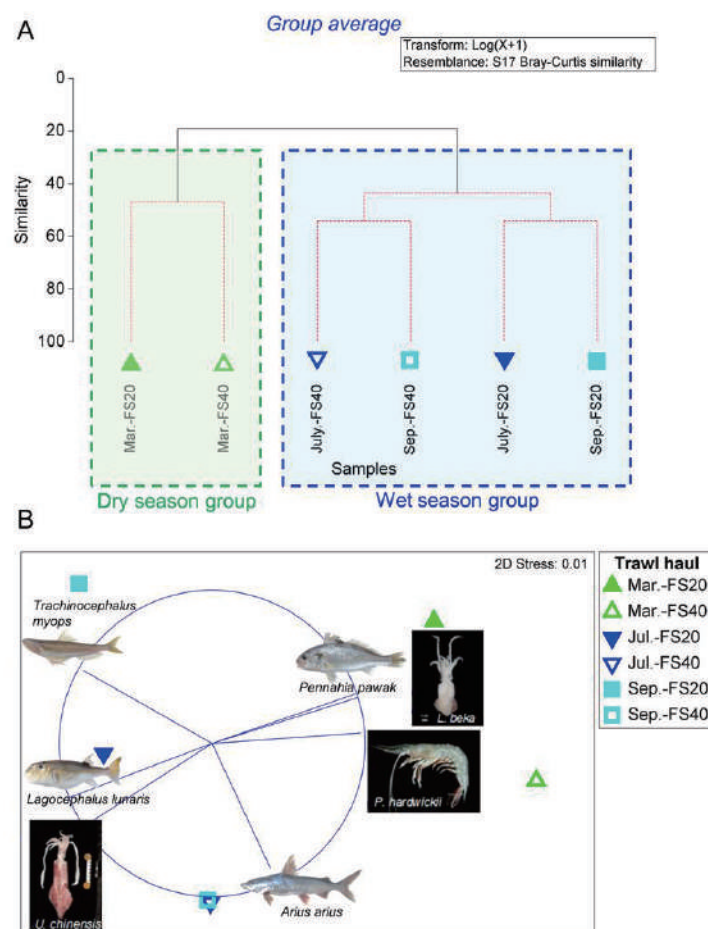 A
Group average
Transform: Log(X+1)
Resemblance: S17 Bray-Curtis similarity
Similarity
0
20
40
60
80
100
Mar.-FS20
Mar.-FS40
July.-FS40
Sep.-FS40
July.-FS20
Sep.-FS20
Samples
Dry season group
Wet season group
B
2D Stress: 0.01
Trachinocephalus
myops
Pennahia pawak
L. beka
P. hardwickii
Lagocephalus lunaris
U. chinensis
Arius arius
Trawl haul
Mar.-FS20
Mar.-FS40
Jul.-FS20
Jul.-FS40
Sep.-FS20
Sep.-FS40